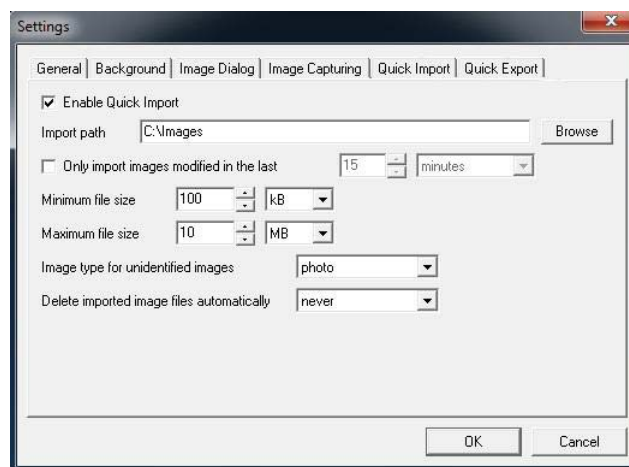 Settings
General Background Image Dialog Image Capturing Quick Import Quick Export
Enable Quick Import
Import path C:\Images Browse
Only import images modified in the last 15 minutes
Minimum file size 100 kB
Maximum file size 10 MB
Image type for unidentified images photo
Delete imported image files automatically never
OK Cancel